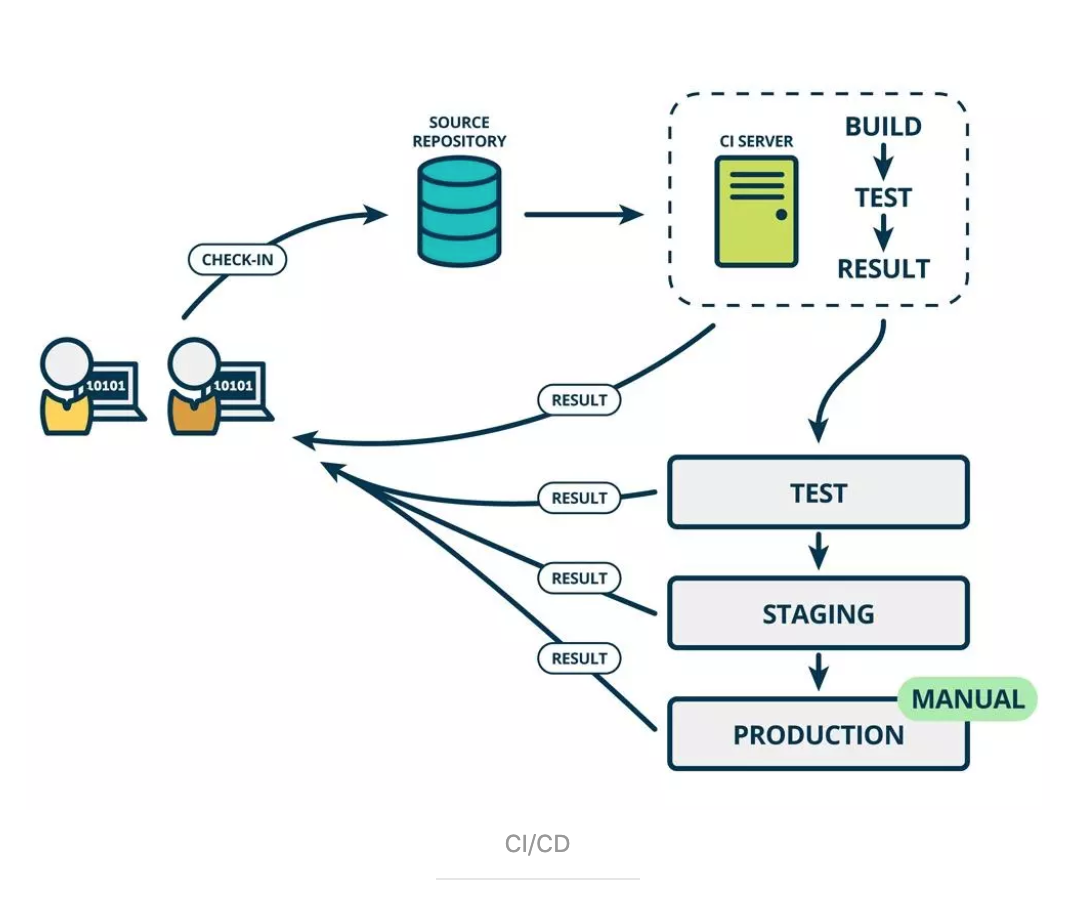 SOURCE
REPOSITORY
CI SERVER
BUILD
TEST
RESULT
CHECK-IN
10101
10101
RESULT
RESULT
TEST
RESULT
STAGING
RESULT
MANUAL
PRODUCTION
CI/CD